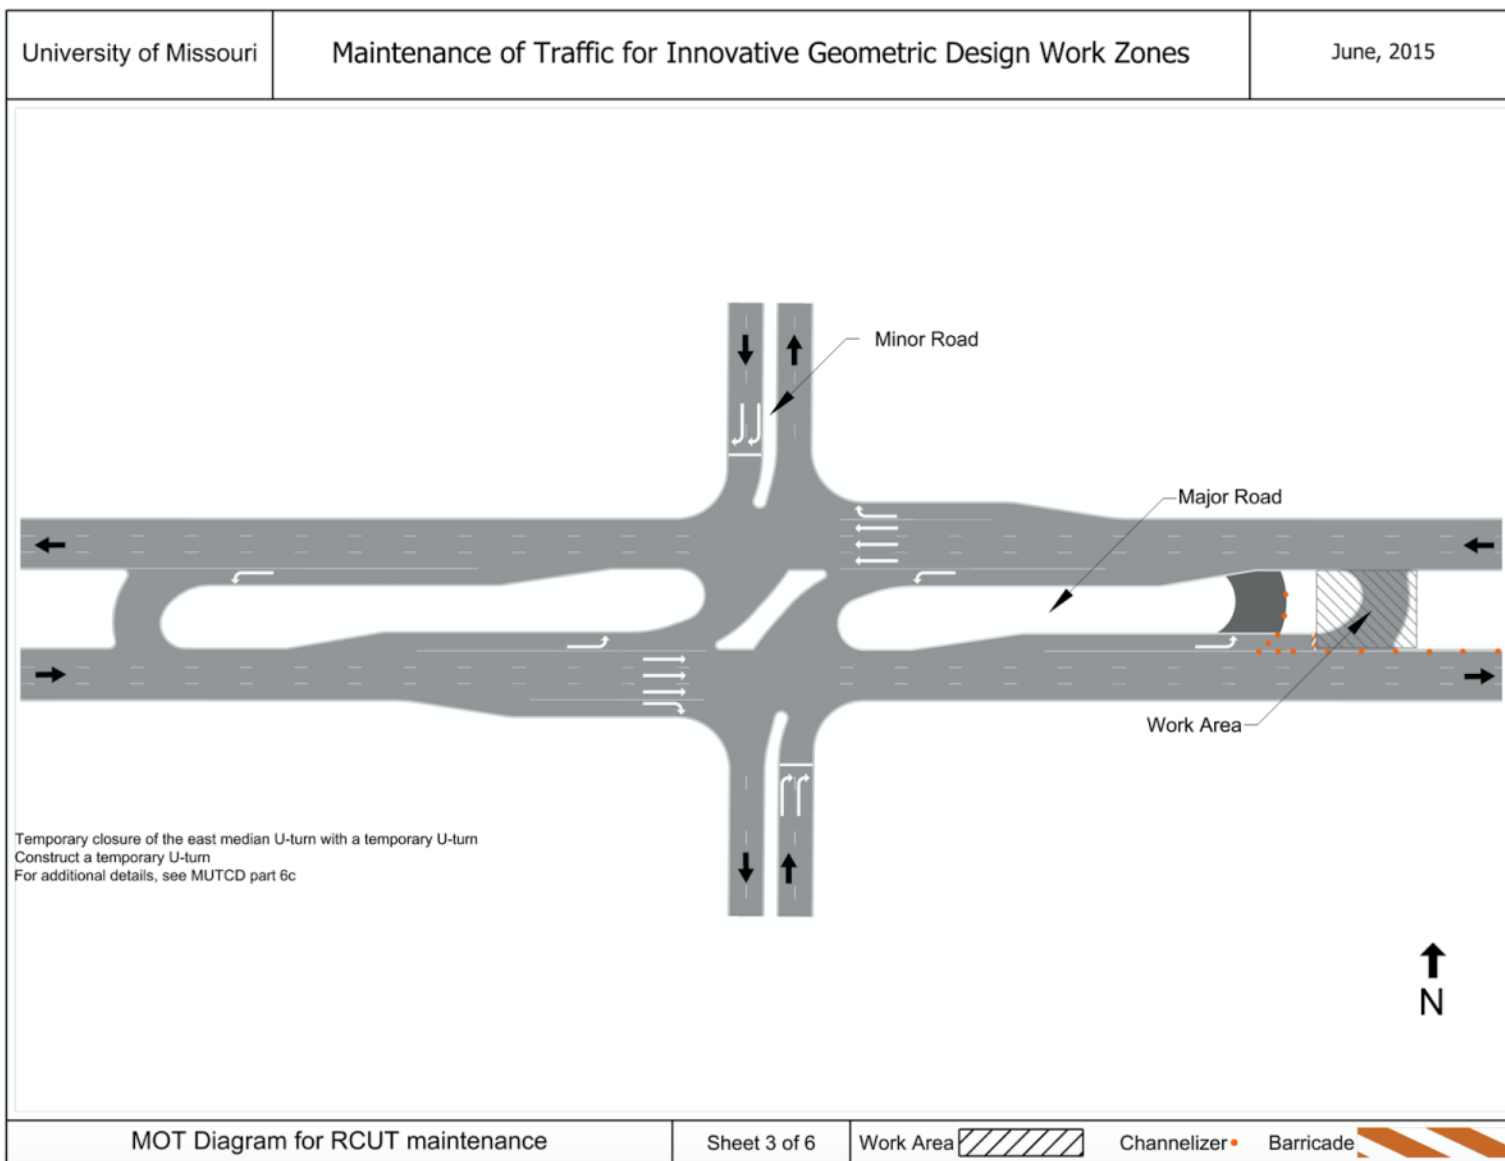 University of Missouri
Maintenance of Traffic for Innovative Geometric Design Work Zones
June, 2015
Minor Road
Major Road
Work Area
Temporary closure of the east median U-turn with a temporary U-turn
Construct a temporary U-turn
For additional details, see MUTCD part 6c
N
MOT Diagram for RCUT maintenance
Sheet 3 of 6
Work Area
Channelizer
Barricade